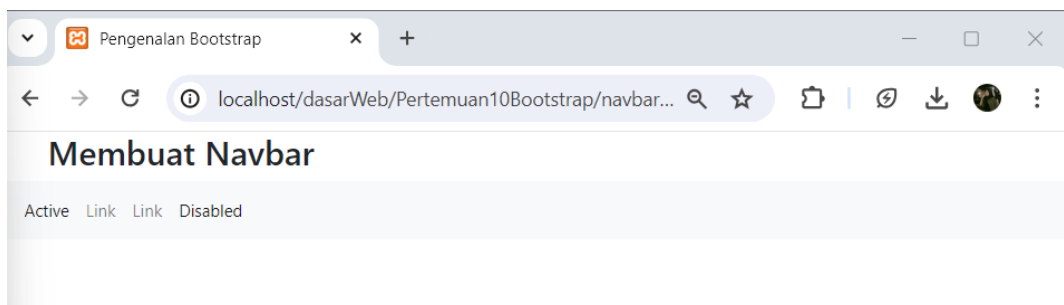 Pengenalan Bootstrap
localhost/dasarWeb/Pertemuan10Bootstrap/navbar...
Membuat Navbar
Active Link Link Disabled